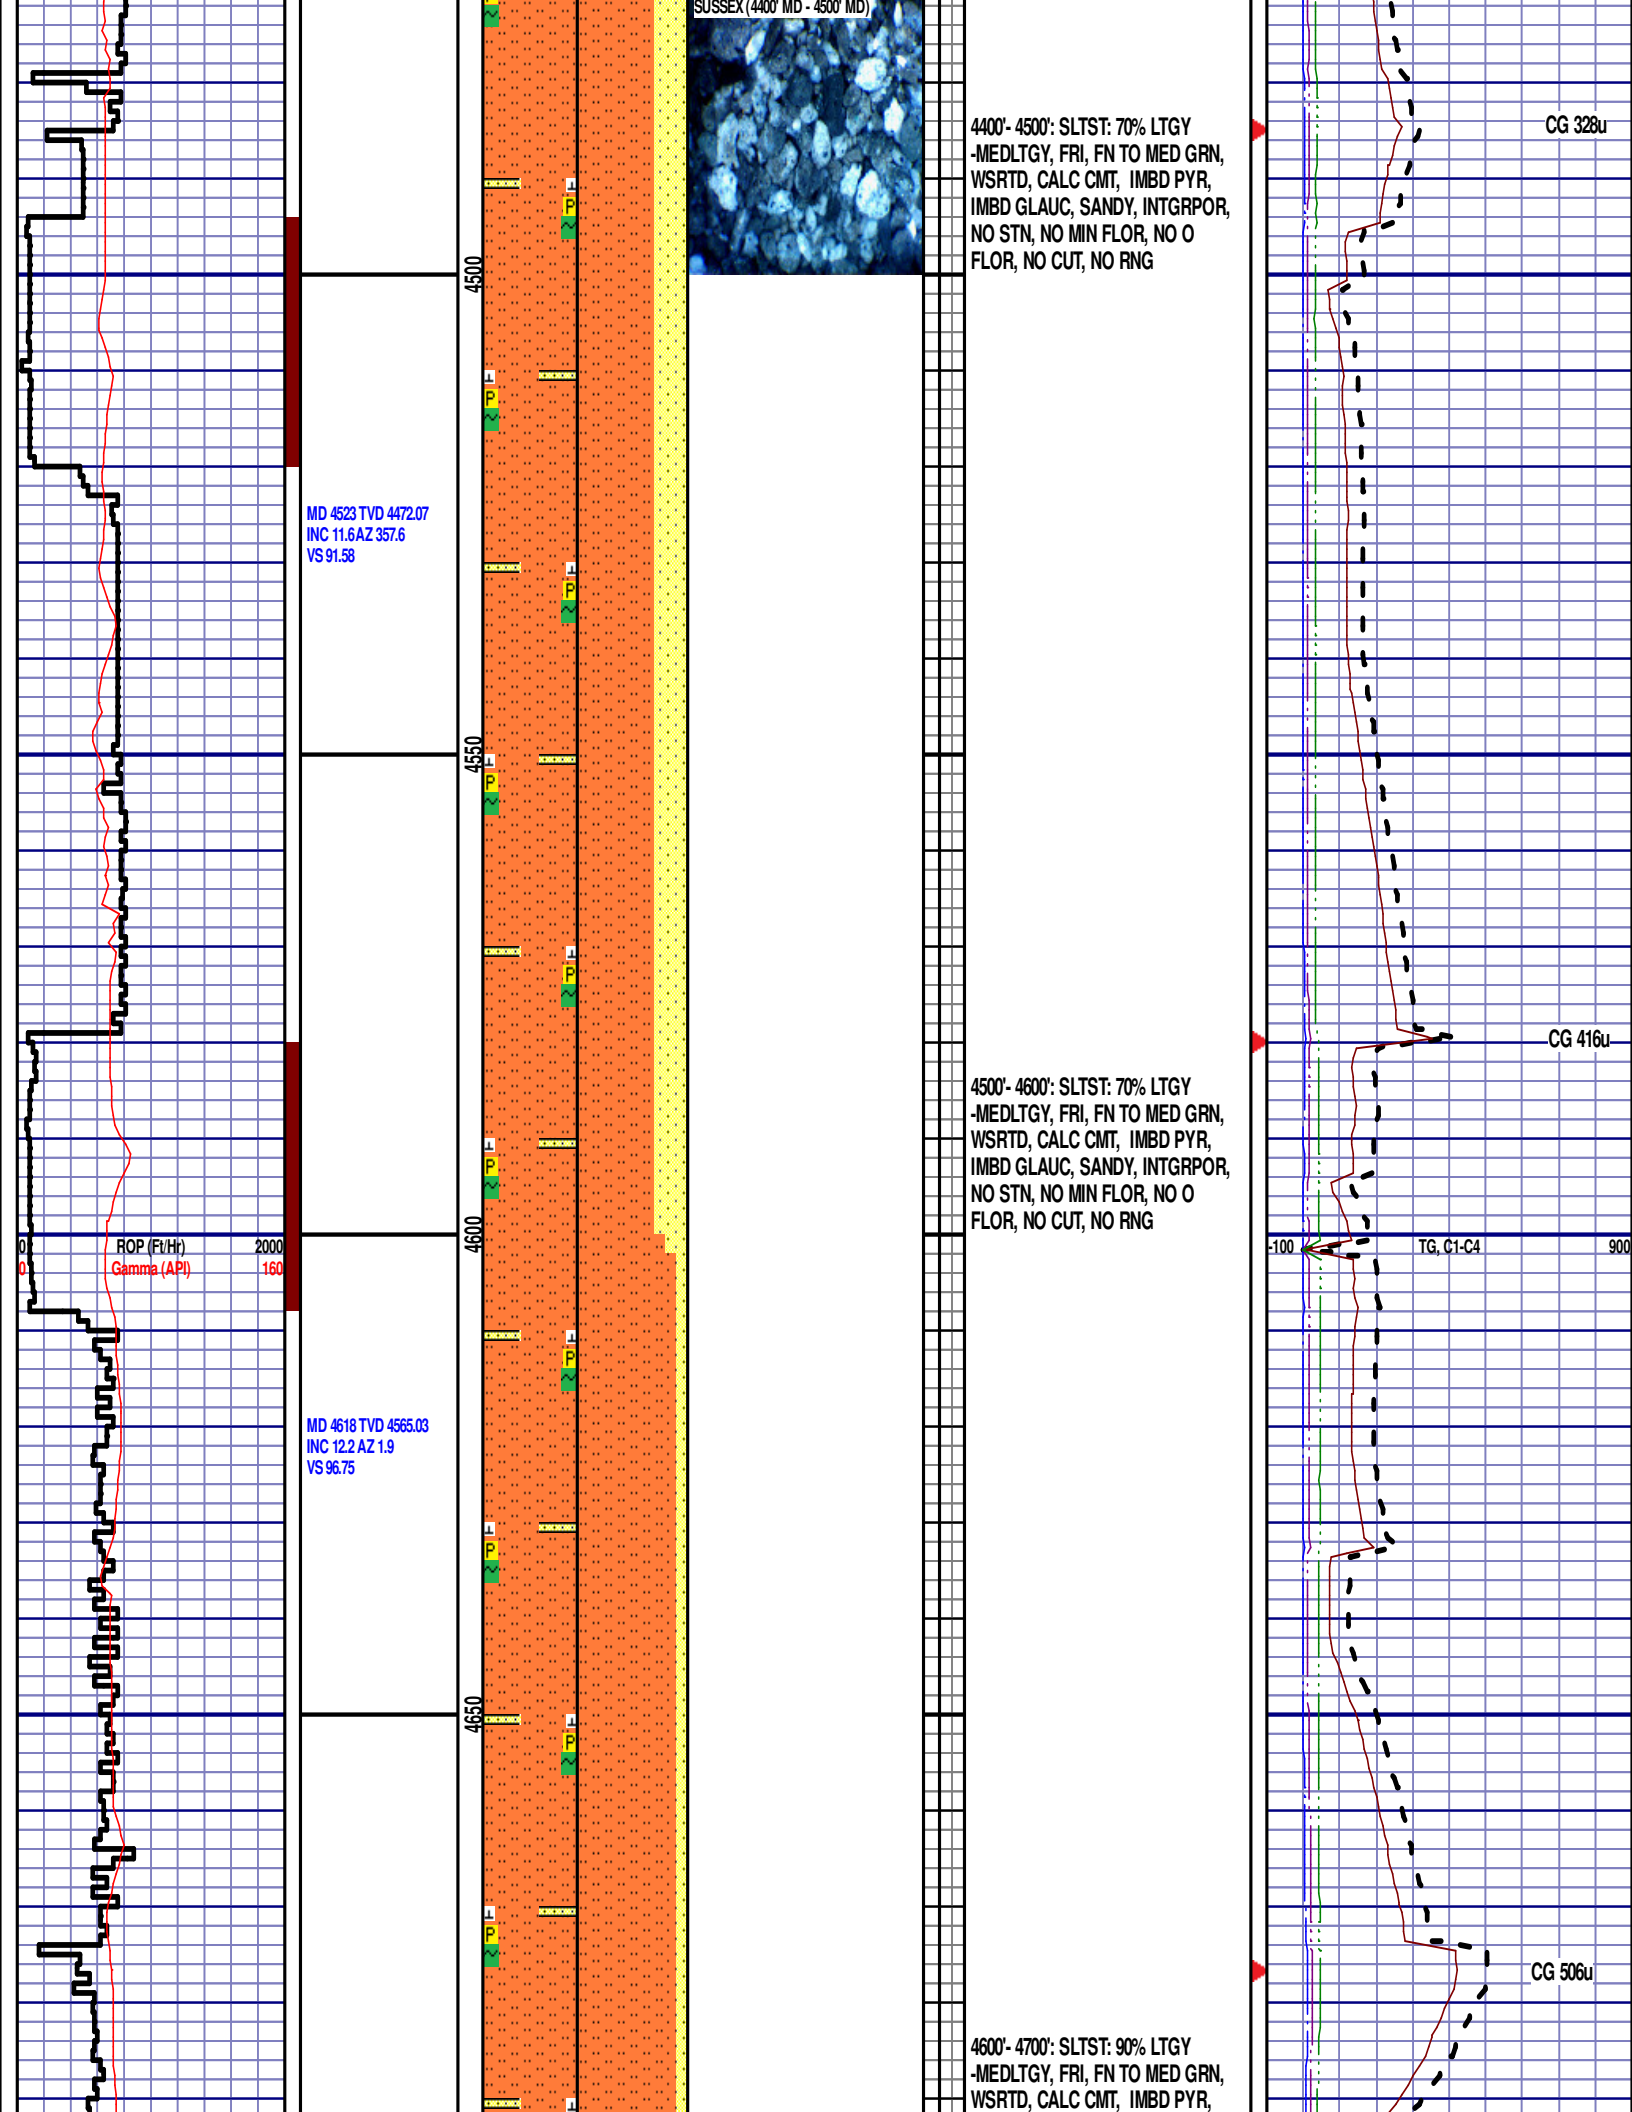 SUSSEX (4400' MD - 4500' MD)
4400'- 4500': SLTST: 70% LTGY
-MEDLTGY, FRI, FN TO MED GRN,
WSRTD, CALC CMT, IMBD PYR,
IMBD GLAUC, SANDY, INTGRPOR,
NO STN, NO MIN FLOR, NO O
FLOR, NO CUT, NO RNG
CG 328u
P
P
4500
P
MD 4523 TVD 4472.07
INC 11.6 AZ 357.6
VS 91.58
P
4550
P
P
CG 416u
4500'- 4600': SLTST: 70% LTGY
-MEDLTGY, FRI, FN TO MED GRN,
WSRTD, CALC CMT, IMBD PYR,
IMBD GLAUC, SANDY, INTGRPOR,
NO STN, NO MIN FLOR, NO O
FLOR, NO CUT, NO RNG
P
4600
0 ROP (Ft/Hr) 2000
0 Gamma (API) 160
-100 TG, C1-C4 900
P
MD 4618 TVD 4565.03
INC 12.2 AZ 1.9
VS 96.75
P
4650
P
P
CG 506u
4600'- 4700': SLTST: 90% LTGY
-MEDLTGY, FRI, FN TO MED GRN,
WSRTD, CALC CMT, IMBD PYR,